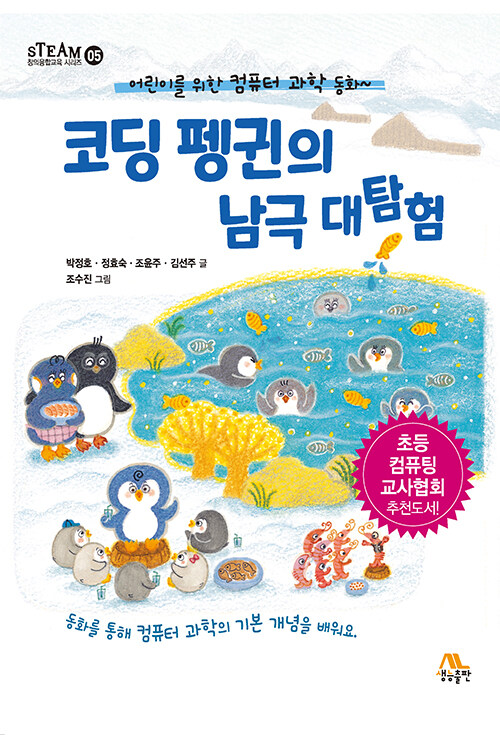 STEAM
창의융합교육 시리즈 05
어린이를 위한 컴퓨터 과학 동화~
코딩 펭귄의
남극 대탐험
박정호 · 정효숙 · 조윤주 · 김선주 글
조수진 그림
초등
컴퓨팅
교사협회
추천도서!
동화를 통해 컴퓨터 과학의 기본 개념을 배워요.
생능출판